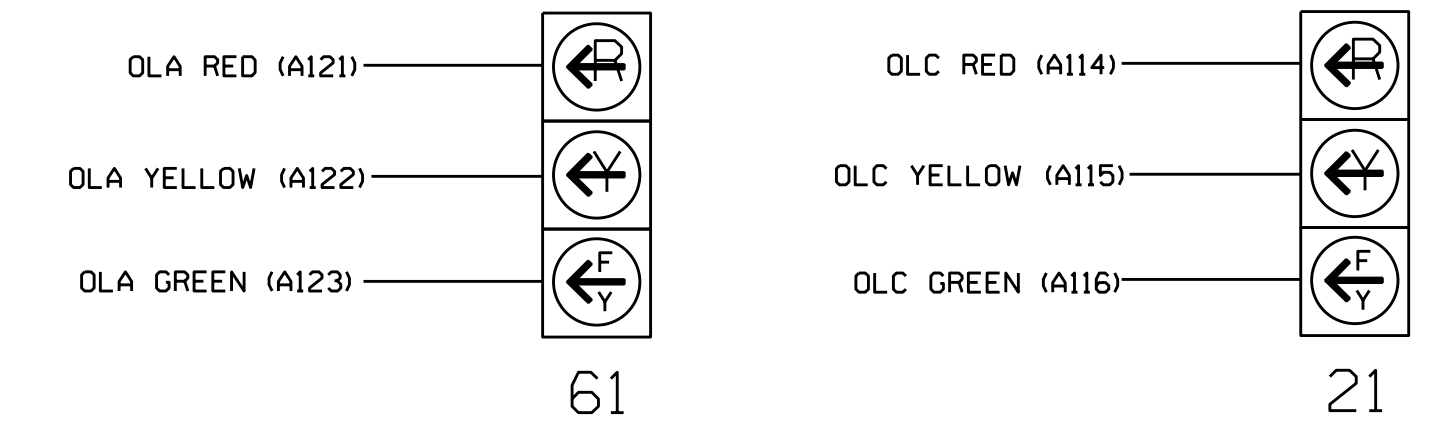 OLA RED (A121)
R
OLA YELLOW (A122)
Y
OLA GREEN (A123)
F
Y
61
OLC RED (A114)
R
OLC YELLOW (A115)
Y
OLC GREEN (A116)
F
Y
21